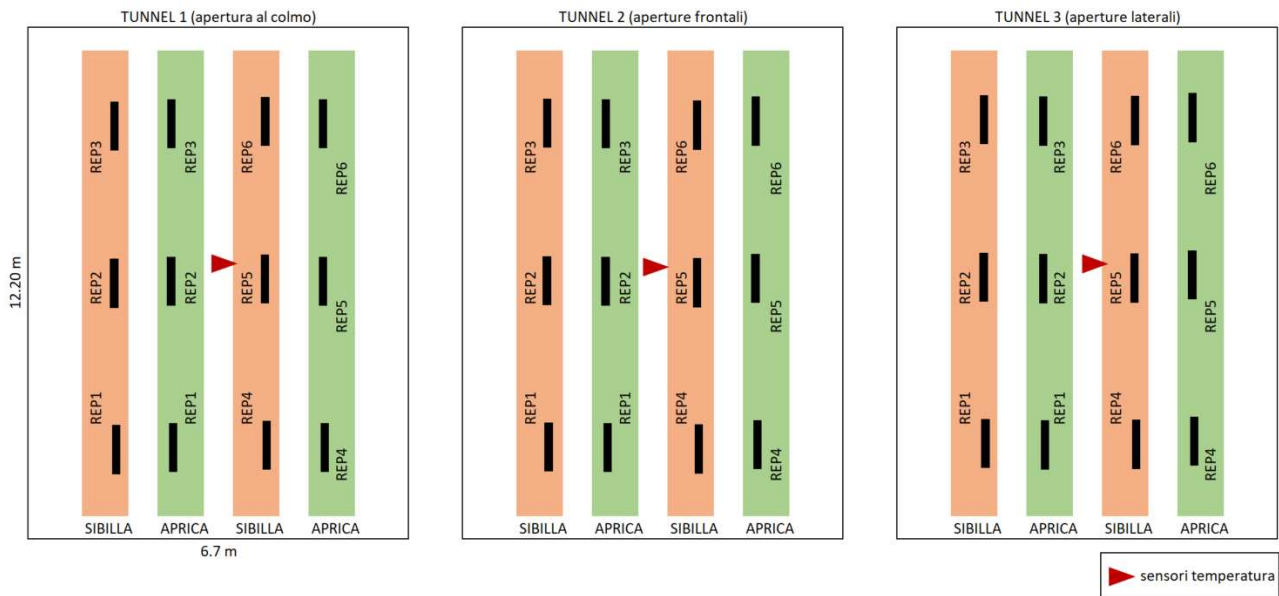 TUNNEL 1 (apertura al colmo)
REP3
REP3
REP6
REP6
REP2
REP2
REP5
REP5
REP1
REP1
REP4
REP4
SIBILLA APRICA SIBILLA APRICA
12.20 m
6.7 m
TUNNEL 2 (aperture frontali)
REP3
REP3
REP6
REP6
REP2
REP2
REP5
REP5
REP1
REP1
REP4
REP4
SIBILLA APRICA SIBILLA APRICA
TUNNEL 3 (aperture laterali)
REP3
REP3
REP6
REP6
REP2
REP2
REP5
REP5
REP1
REP1
REP4
REP4
SIBILLA APRICA SIBILLA APRICA
sensori temperatura